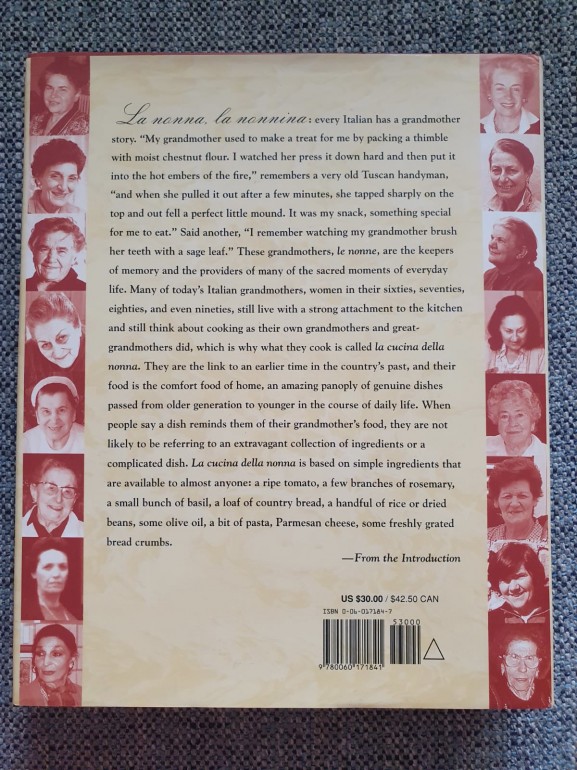 La nonna, la nonnina: every Italian has a grandmother
story. “My grandmother used to make a treat for me by packing a thimble
with moist chestnut flour. I watched her press it down hard and then put it
into the hot embers of the fire,” remembers a very old Tuscan handyman,
“and when she pulled it out after a few minutes, she tapped sharply on
the top and out fell a perfect little mound. It was my snack, something special
for me to eat.” Said another, “I remember watching my grandmother brush
her teeth with a sage leaf.” These grandmothers, le nonne, are the keepers
of memory and the providers of many of the sacred moments of everyday
life. Many of today’s Italian grandmothers, women in their sixties, seventies,
eighties, and even nineties, still live with a strong attachment to the kitchen
and still think about cooking as their own grandmothers and great-
grandmothers did, which is why what they cook is called la cucina della
nonna. They are the link to an earlier time in the country’s past, and their
food is the comfort food of home, an amazing panoply of genuine dishes
passed from older generation to younger in the course of daily life. When
people say a dish reminds them of their grandmother’s food, they are not
likely to be referring to an extravagant collection of ingredients or a
complicated dish. La cucina della nonna is based on simple ingredients that
are available to almost anyone: a ripe tomato, a few branches of rosemary,
a small bunch of basil, a loaf of country bread, a handful of rice or dried
beans, some olive oil, a bit of pasta, Parmesan cheese, some freshly grated
bread crumbs.
—From the Introduction
US $30.00 / $42.50 CAN
ISBN 0-06-017184-7
53000
9 780060 171841